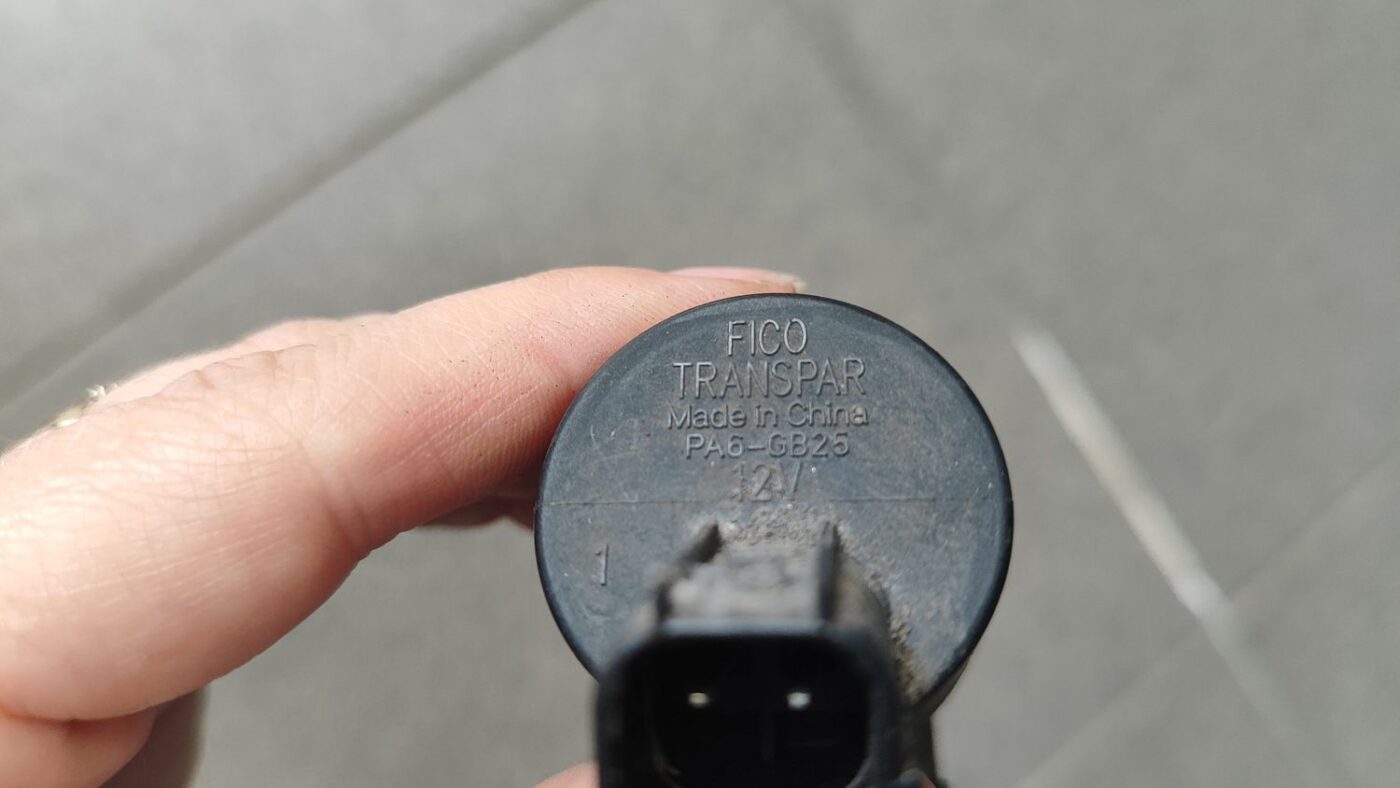 FICO
TRANSPAR
Made in China
PA6-GB25
12V
1